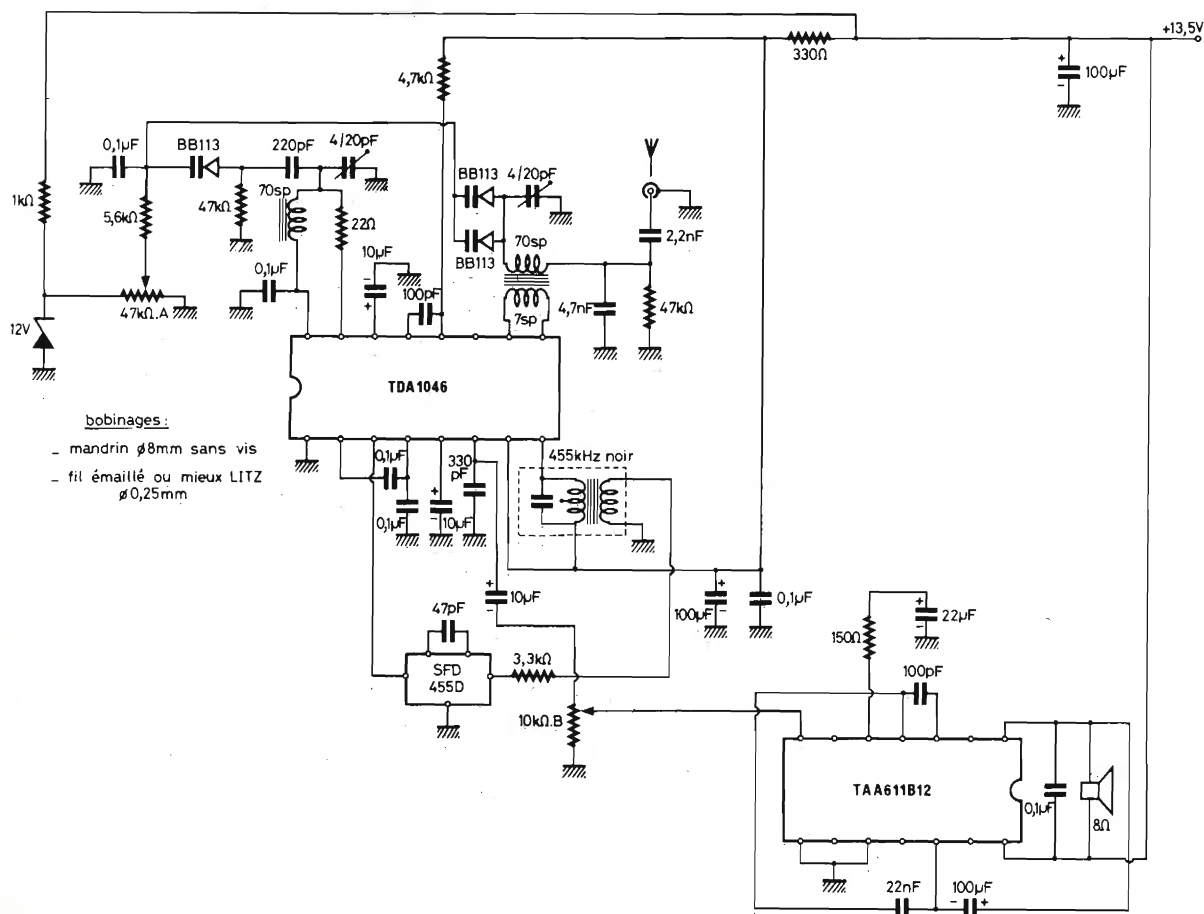 +13,5V
330Ω
4,7kΩ
+
100µF
-
0,1µF
BB113
220pF
4/20pF
BB113
4/20pF
1kΩ
5,6kΩ
70sp
47kΩ
22Ω
10µF
-
+
70sp
BB113
2,2nF
0,1µF
100pF
7sp
4,7nF
47kΩ
47kΩ.A
12V
TDA1046
bobinages :
_ mandrin ø8mm sans vis
_ fil émaillé ou mieux LITZ
ø0,25mm
0,1µF
330
pF
455kHz noir
0,1µF
+
-
10µF
+
10µF
-
+
100µF
-
0,1µF
47pF
SFD
455D
3,3kΩ
150Ω
+
22µF
-
100pF
10kΩ.B
TAA611B12
0,1µF
8Ω
22nF
100µF
- +